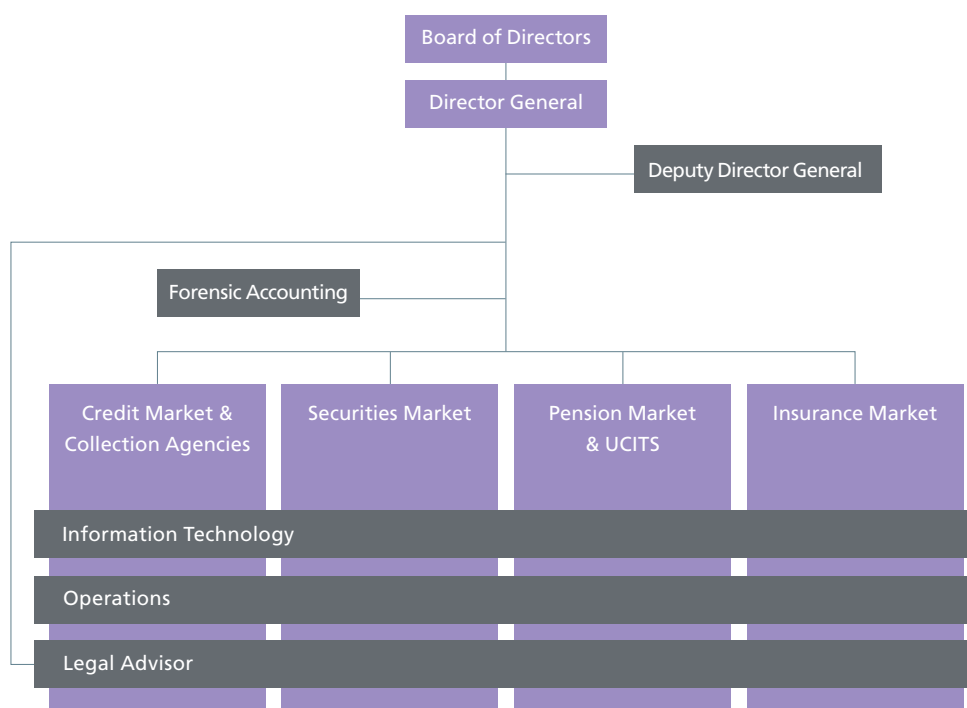 Board of Directors
Director General
Deputy Director General
Forensic Accounting
Credit Market &
Collection Agencies
Securities Market
Pension Market
& UCITS
Insurance Market
Information Technology
Operations
Legal Advisor